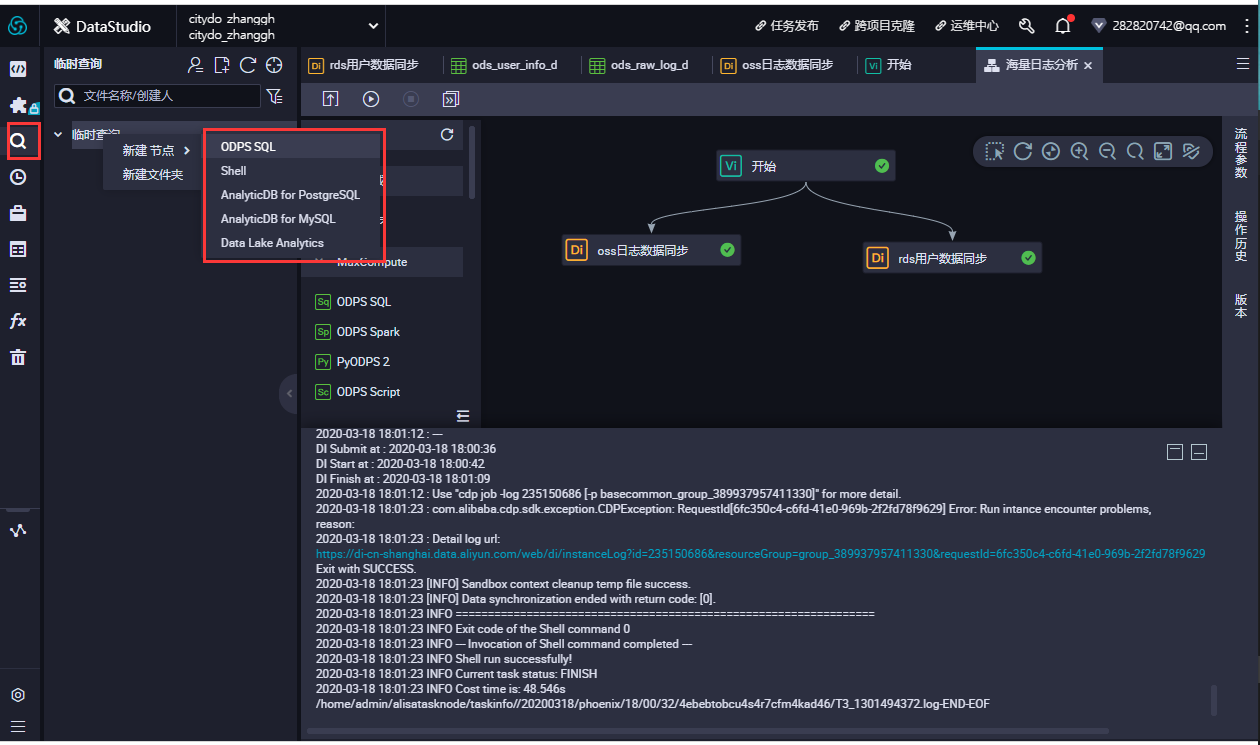 DataStudio
citydo_zhanggh
citydo_zhanggh
任务发布
跨项目克隆
运维中心
282820742@qq.com
临时查询
Di rds用户数据同步
ods_user_info_d
ods_raw_log_d
Di oss日志数据同步
Vi 开始
海量日志分析
文件名称/创建人
临时查询
新建 节点
新建文件夹
ODPS SQL
Shell
AnalyticDB for PostgreSQL
AnalyticDB for MySQL
Data Lake Analytics
MaxCompute
Sq ODPS SQL
Sp ODPS Spark
Py PyODPS 2
Sc ODPS Script
fx
Vi 开始
Di oss日志数据同步
Di rds用户数据同步
流程参数
操作历史
版本
2020-03-18 18:01:12 : ---
DI Submit at : 2020-03-18 18:00:36
DI Start at : 2020-03-18 18:00:42
DI Finish at : 2020-03-18 18:01:09
2020-03-18 18:01:12 : Use "cdp job -log 235150686 [-p basecommon_group_389937957411330]" for more detail.
2020-03-18 18:01:23 : com.alibaba.cdp.sdk.exception.CDPException: RequestId[6fc350c4-c6fd-41e0-969b-2f2fd78f9629] Error: Run intance encounter problems,
reason:
2020-03-18 18:01:23 : Detail log url:
https://di-cn-shanghai.data.aliyun.com/web/di/instanceLog?id=235150686&resourceGroup=group_389937957411330&requestId=6fc350c4-c6fd-41e0-969b-2f2fd78f9629
Exit with SUCCESS.
2020-03-18 18:01:23 [INFO] Sandbox context cleanup temp file success.
2020-03-18 18:01:23 [INFO] Data synchronization ended with return code: [0].
2020-03-18 18:01:23 INFO =================================================================
2020-03-18 18:01:23 INFO Exit code of the Shell command 0
2020-03-18 18:01:23 INFO --- Invocation of Shell command completed ---
2020-03-18 18:01:23 INFO Shell run successfully!
2020-03-18 18:01:23 INFO Current task status: FINISH
2020-03-18 18:01:23 INFO Cost time is: 48.546s
/home/admin/alisatasknode/taskinfo//20200318/phoenix/18/00/32/4ebebtobcu4s4r7cfm4kad46/T3_1301494372.log-END-EOF